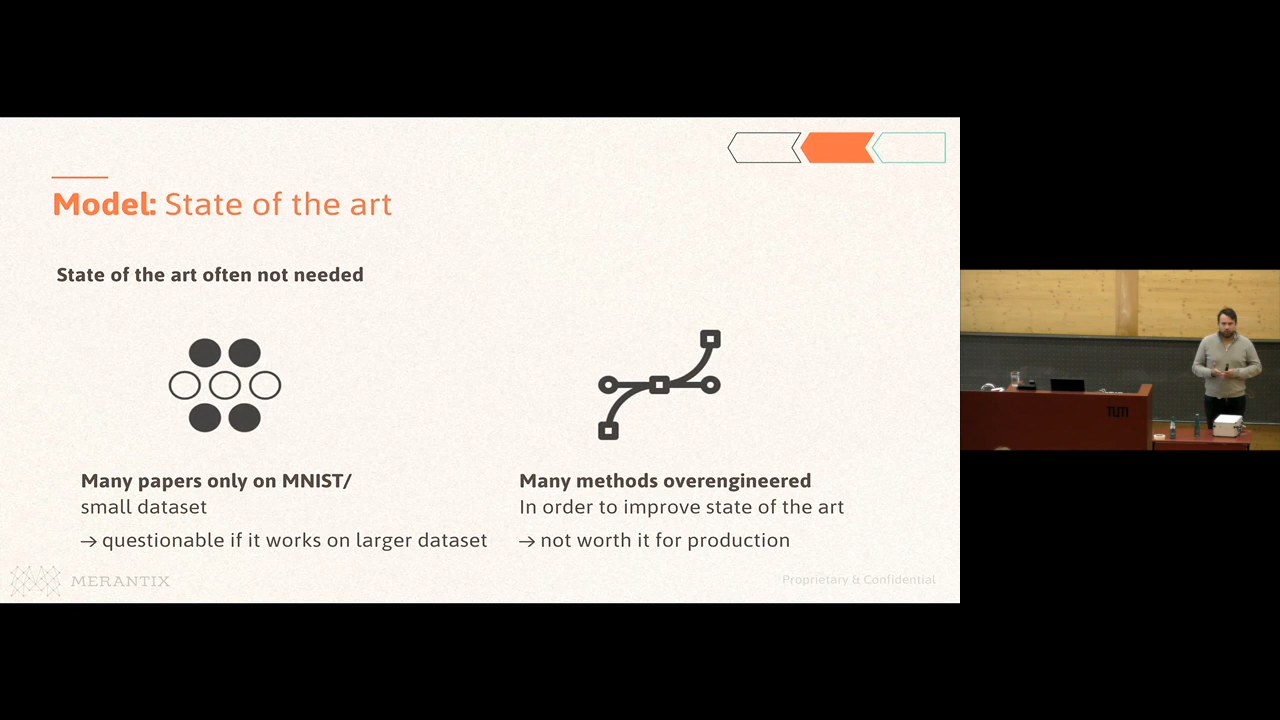 Model: State of the art
State of the art often not needed
Many papers only on MNIST/
small dataset
→ questionable if it works on larger dataset
Many methods overengineered
In order to improve state of the art
→ not worth it for production
MERANTIX
Proprietary & Confidential
TUM